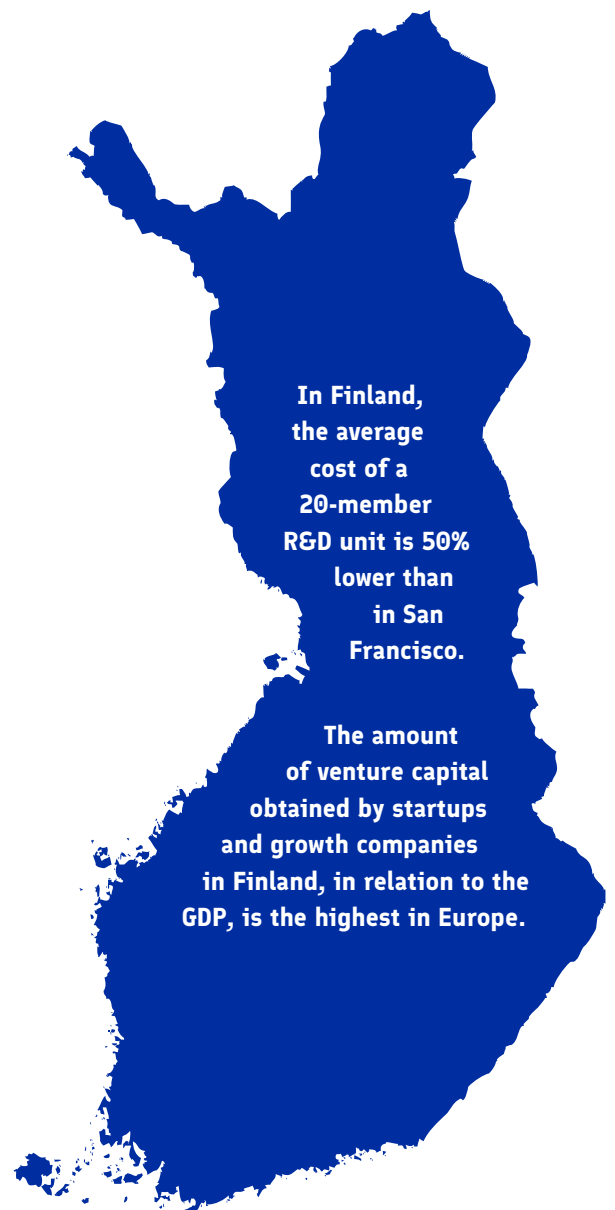 In Finland,
the average
cost of a
20-member
R&D unit is 50%
lower than
in San
Francisco.
The amount
of venture capital
obtained by startups
and growth companies
in Finland, in relation to the
GDP, is the highest in Europe.